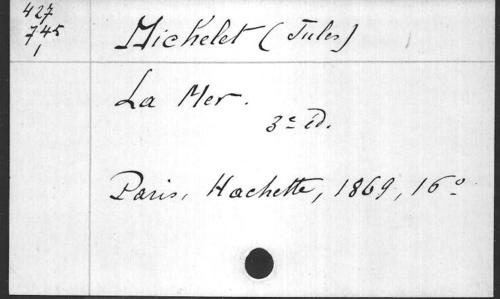 427
745
1
Michelet (Jules)
La Mer.
3e éd.
Paris, Hachette, 1869, 16º